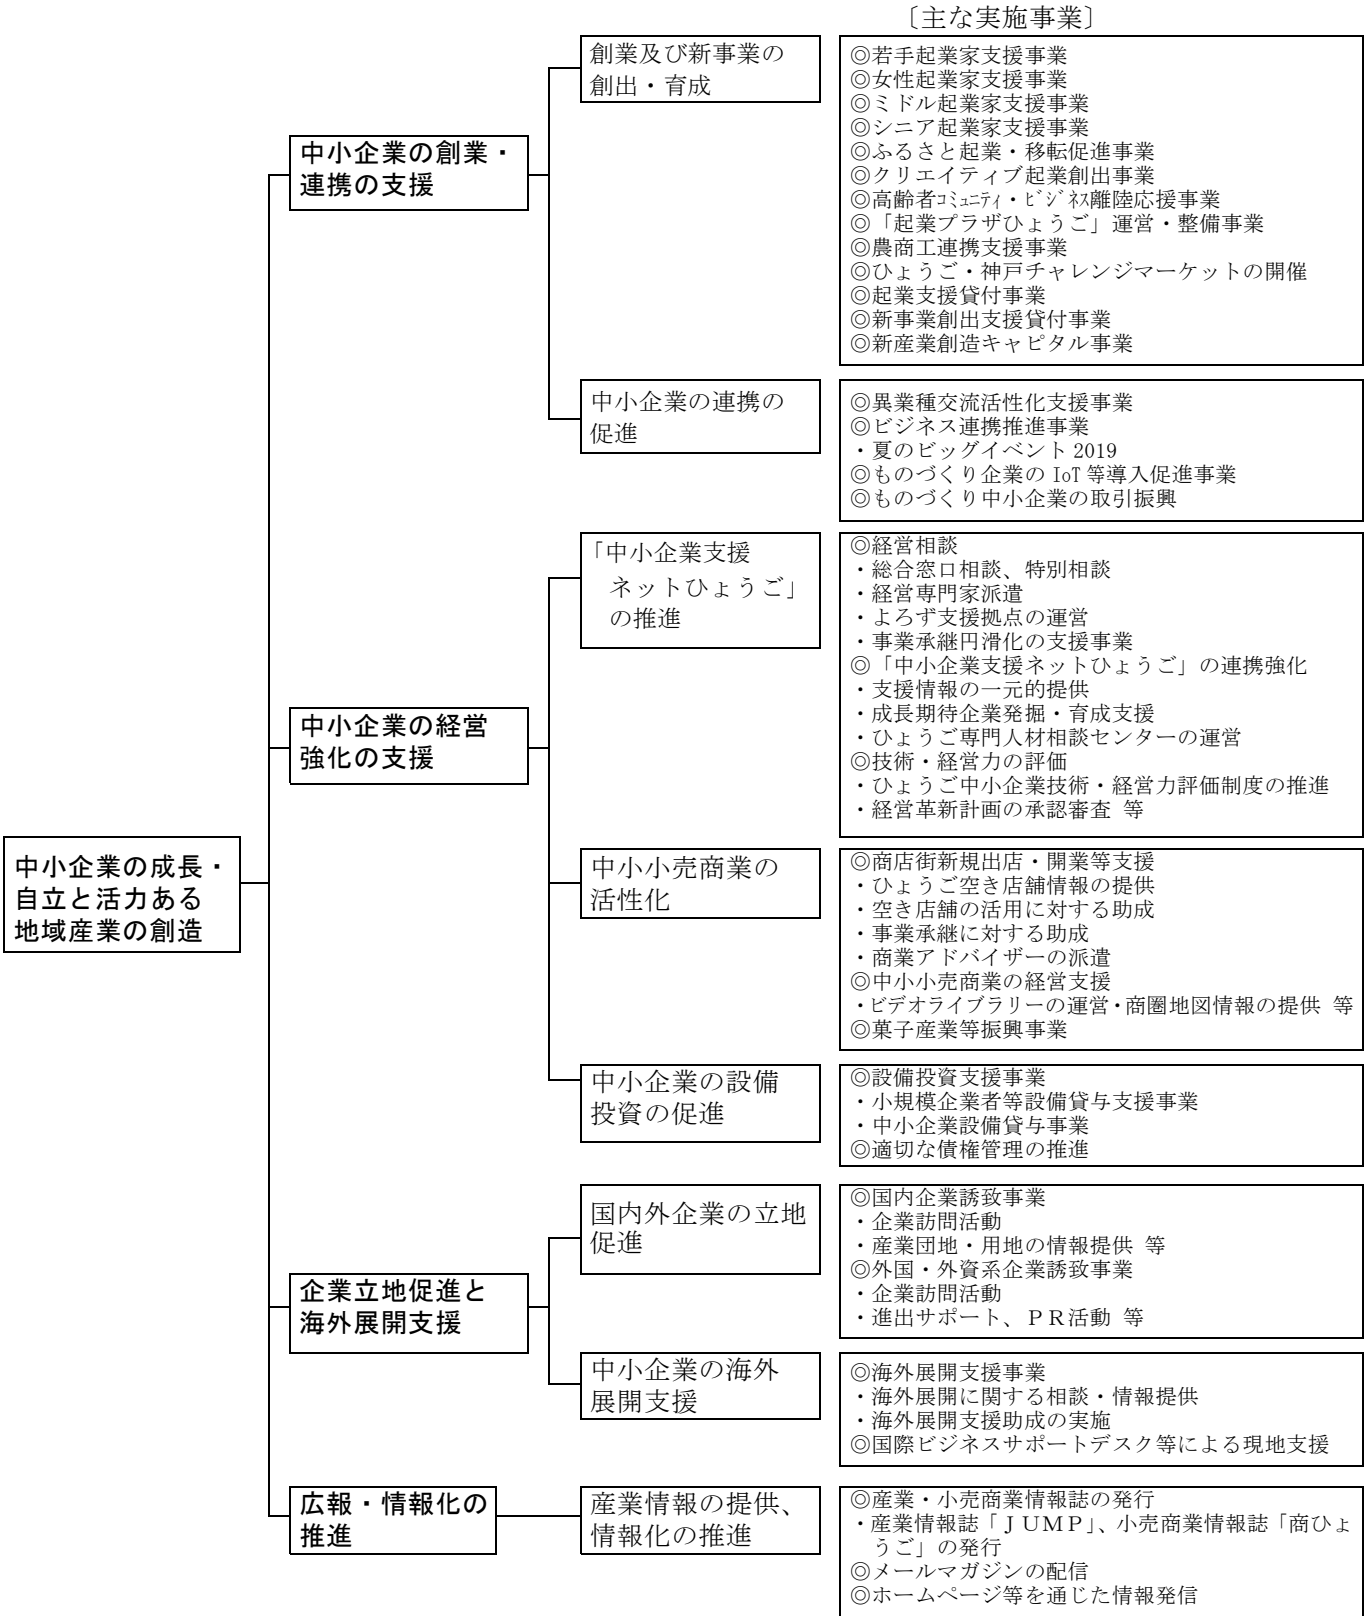 〔主な実施事業〕
中小企業の成長・
自立と活力ある
地域産業の創造
中小企業の創業・
連携の支援
創業及び新事業の
創出・育成
◎若手起業家支援事業
◎女性起業家支援事業
◎ミドル起業家支援事業
◎シニア起業家支援事業
◎ふるさと起業・移転促進事業
◎クリエイティブ起業創出事業
◎高齢者コミュニティ・ビジネス離陸応援事業
◎「起業プラザひょうご」運営・整備事業
◎農商工連携支援事業
◎ひょうご・神戸チャレンジマーケットの開催
◎起業支援貸付事業
◎新事業創出支援貸付事業
◎新産業創造キャピタル事業
中小企業の連携の
促進
◎異業種交流活性化支援事業
◎ビジネス連携推進事業
・夏のビッグイベント 2019
◎ものづくり企業の IoT 等導入促進事業
◎ものづくり中小企業の取引振興
中小企業の経営
強化の支援
「中小企業支援
ネットひょうご」
の推進
◎経営相談
・総合窓口相談、特別相談
・経営専門家派遣
・よろず支援拠点の運営
・事業承継円滑化の支援事業
◎「中小企業支援ネットひょうご」の連携強化
・支援情報の一元的提供
・成長期待企業発掘・育成支援
・ひょうご専門人材相談センターの運営
◎技術・経営力の評価
・ひょうご中小企業技術・経営力評価制度の推進
・経営革新計画の承認審査 等
中小小売商業の
活性化
◎商店街新規出店・開業等支援
・ひょうご空き店舗情報の提供
・空き店舗の活用に対する助成
・事業承継に対する助成
・商業アドバイザーの派遣
◎中小小売商業の経営支援
・ビデオライブラリーの運営・商圏地図情報の提供 等
◎菓子産業等振興事業
中小企業の設備
投資の促進
◎設備投資支援事業
・小規模企業者等設備貸与支援事業
・中小企業設備貸与事業
◎適切な債権管理の推進
企業立地促進と
海外展開支援
国内外企業の立地
促進
◎国内企業誘致事業
・企業訪問活動
・産業団地・用地の情報提供 等
◎外国・外資系企業誘致事業
・企業訪問活動
・進出サポート、ＰＲ活動 等
中小企業の海外
展開支援
◎海外展開支援事業
・海外展開に関する相談・情報提供
・海外展開支援助成の実施
◎国際ビジネスサポートデスク等による現地支援
広報・情報化の
推進
産業情報の提供、
情報化の推進
◎産業・小売商業情報誌の発行
・産業情報誌「ＪＵＭＰ」、小売商業情報誌「商ひょ
うご」の発行
◎メールマガジンの配信
◎ホームページ等を通じた情報発信